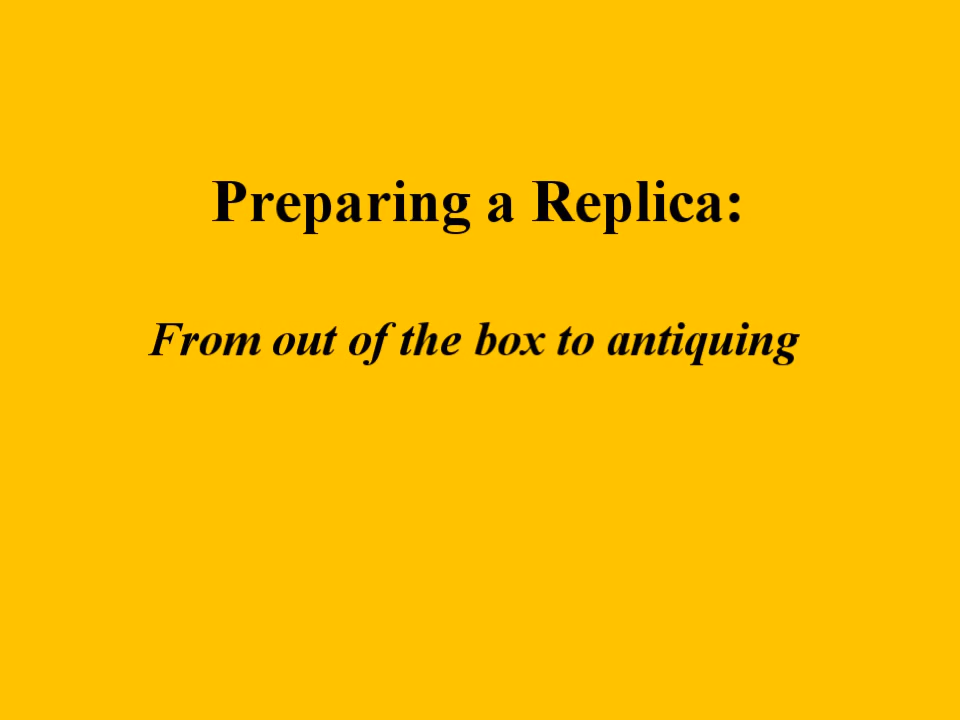 Preparing a Replica:
From out of the box to antiquing